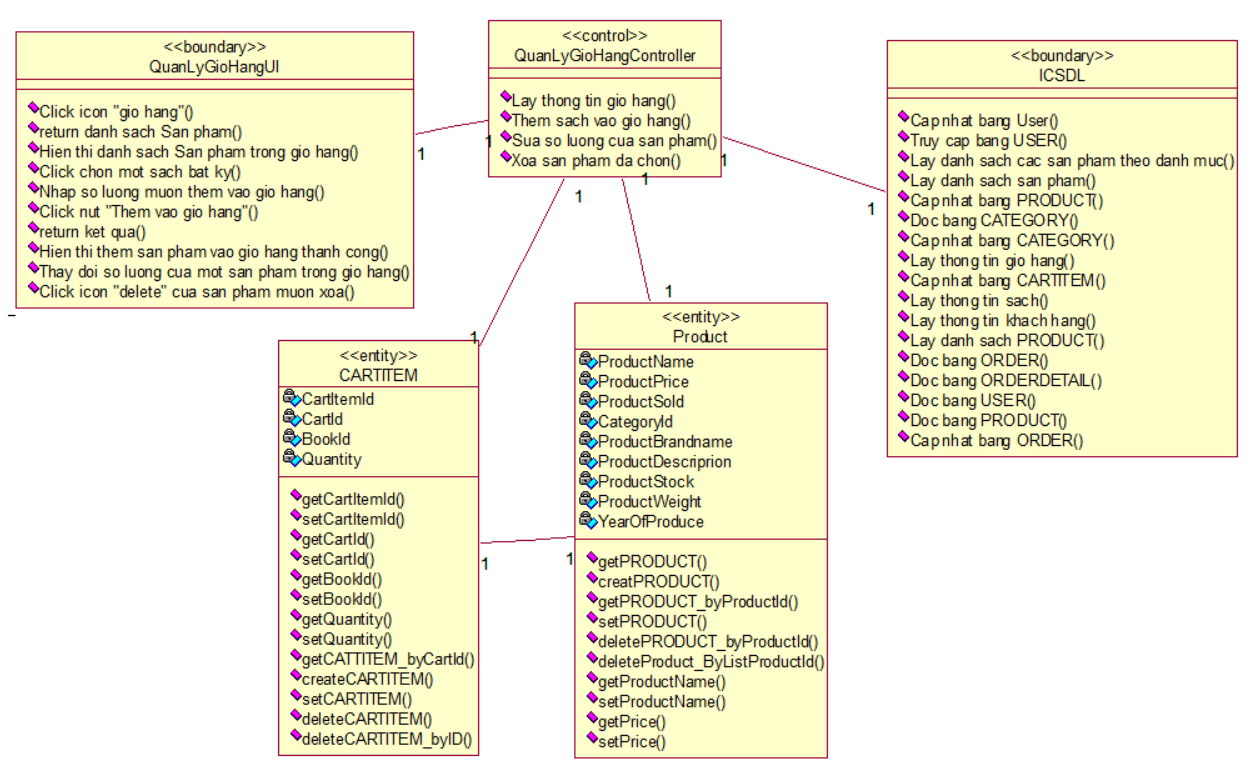 <<boundary>>
QuanLyGioHangUI
Click icon "gio hang"()
return danh sach San pham()
Hien thi danh sach San pham trong gio hang()
Click chon mot sach bat ky()
Nhap so luong muon them vao gio hang()
Click nut "Them vao gio hang"()
return ket qua()
Hien thi them san pham vao gio hang thanh cong()
Thay doi so luong cua mot san pham trong gio hang()
Click icon "delete" cua san pham muon xoa()
1
1
<<control>>
QuanLyGioHangController
Lay thong tin gio hang()
Them sach vao gio hang()
Sua so luong cua san pham()
Xoa san pham da chon()
1
1
1
1
1
1
<<boundary>>
ICSDL
Cap nhat bang User()
Truy cap bang USER()
Lay danh sach cac san pham theo danh muc()
Lay danh sach san pham()
Cap nhat bang PRODUCT()
Doc bang CATEGORY()
Cap nhat bang CATEGORY()
Lay thong tin gio hang()
Cap nhat bang CARTITEM()
Lay thong tin sach()
Lay thong tin khach hang()
Lay danh sach PRODUCT()
Doc bang ORDER()
Doc bang ORDERDETAIL()
Doc bang USER()
Doc bang PRODUCT()
Cap nhat bang ORDER()
<<entity>>
CARTITEM
CartItemId
CartId
BookId
Quantity
getCartItemId()
setCartItemId()
getCartId()
setCartId()
getBookId()
setBookId()
getQuantity()
setQuantity()
getCATTITEM_byCartId()
createCARTITEM()
setCARTITEM()
deleteCARTITEM()
deleteCARTITEM_byID()
1
1
<<entity>>
Product
ProductName
ProductPrice
ProductSold
CategoryId
ProductBrandname
ProductDescriprion
ProductStock
ProductWeight
YearOfProduce
getPRODUCT()
creatPRODUCT()
getPRODUCT_byProductId()
setPRODUCT()
deletePRODUCT_byProductId()
deleteProduct_ByListProductId()
getProductName()
setProductName()
getPrice()
setPrice()